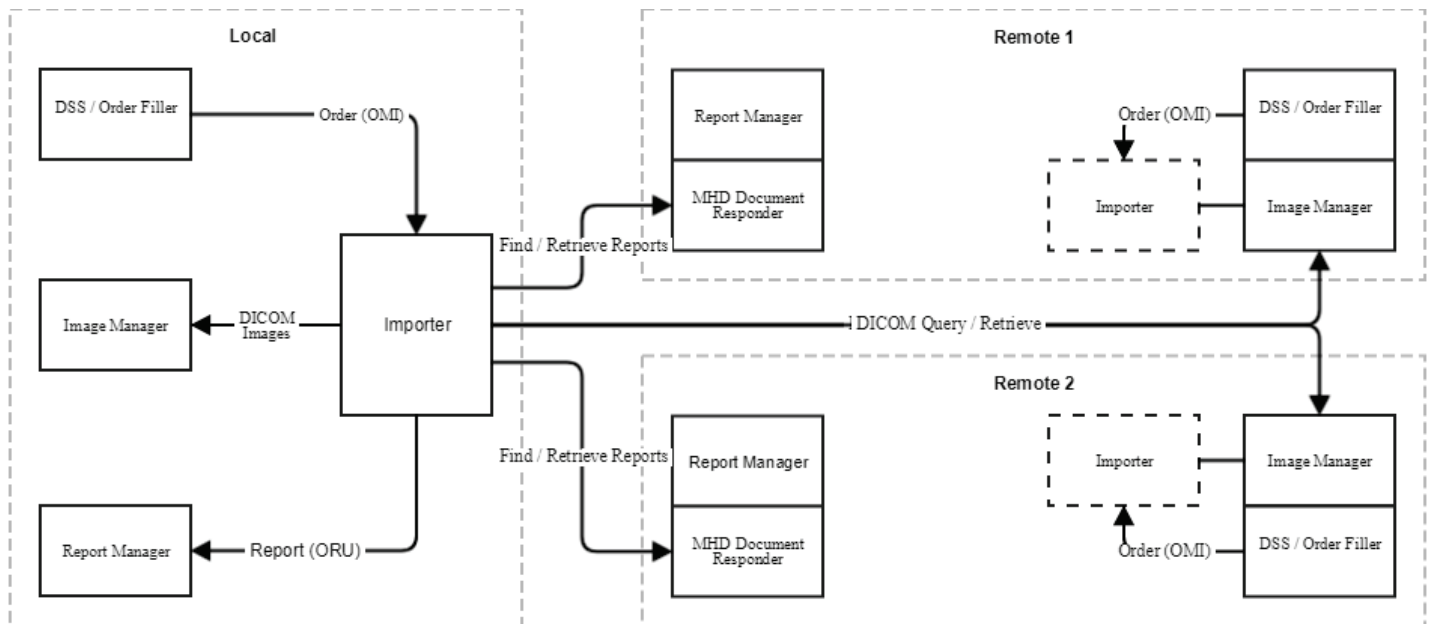 Local
DSS / Order Filler
Order (OMI)
Image Manager
DICOM
Images
Importer
Report Manager
Report (ORU)
Find / Retrieve Reports
DICOM Query / Retrieve
Find / Retrieve Reports
Remote 1
Report Manager
MHD Document
Responder
Order (OMI)
Importer
DSS / Order Filler
Image Manager
Remote 2
Report Manager
MHD Document
Responder
Importer
Order (OMI)
Image Manager
DSS / Order Filler